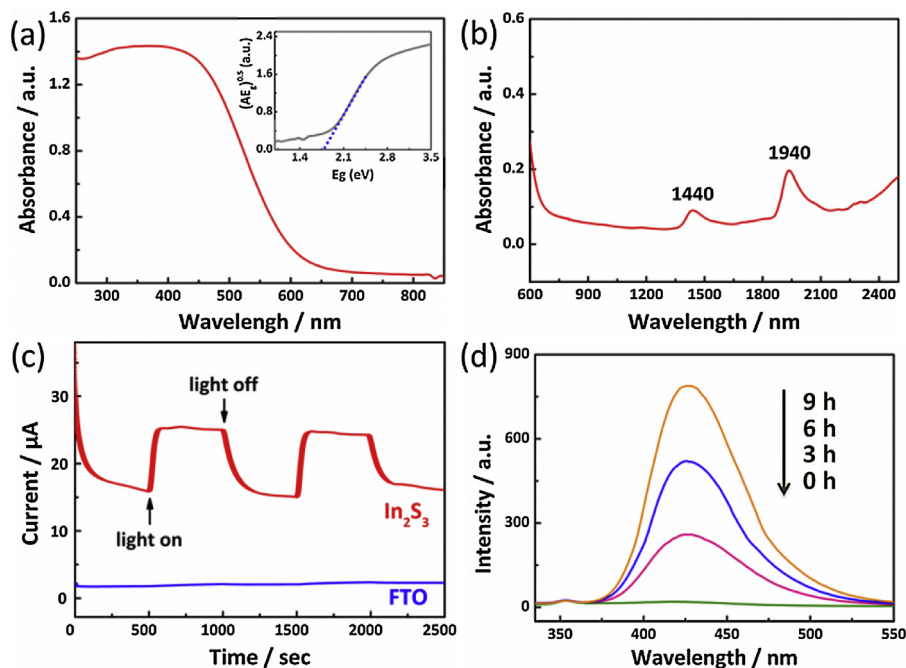 (a)
1.6
1.2
0.8
0.4
0.0
Absorbance / a.u.
300 400 500 600 700 800
Wavelengh / nm
2.4
1.6
0.8
0.0
(AEg)^0.5 (a.u.)
1.4 2.1 2.8 3.5
Eg (eV)
(b)
0.6
0.4
0.2
0.0
Absorbance / a.u.
1440
1940
600 900 1200 1500 1800 2100 2400
Wavelength / nm
(c)
30
20
10
0
Current / µA
light off
light on
In₂S₃
FTO
0 500 1000 1500 2000 2500
Time / sec
(d)
900
600
300
0
Intensity / a.u.
9 h
6 h
3 h
0 h
350 400 450 500 550
Wavelength / nm